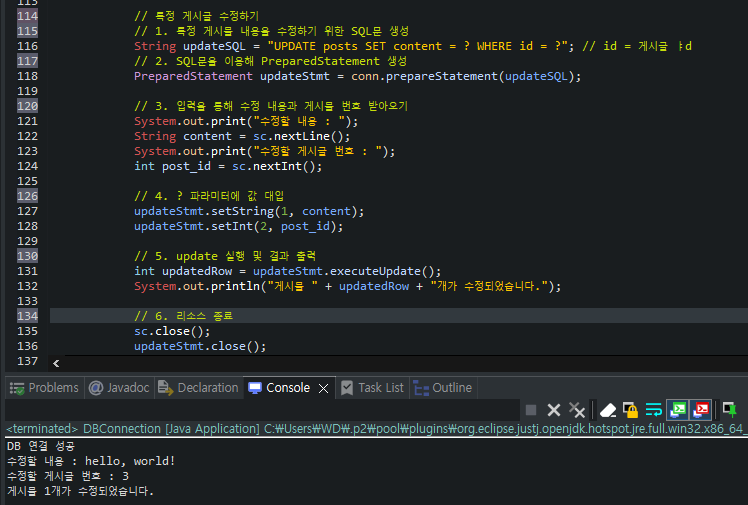 113
114 // 특정 게시글 수정하기
115 // 1. 특정 게시물 내용을 수정하기 위한 SQL문 생성
116 String updateSQL = "UPDATE posts SET content = ? WHERE id = ?"; // id = 게시글 ㅑd
117 // 2. SQL문을 이용해 PreparedStatement 생성
118 PreparedStatement updateStmt = conn.prepareStatement(updateSQL);
119
120 // 3. 입력을 통해 수정 내용과 게시물 번호 받아오기
121 System.out.print("수정할 내용 : ");
122 String content = sc.nextLine();
123 System.out.print("수정할 게시글 번호 : ");
124 int post_id = sc.nextInt();
125
126 // 4. ? 파라미터에 값 대입
127 updateStmt.setString(1, content);
128 updateStmt.setInt(2, post_id);
129
130 // 5. update 실행 및 결과 출력
131 int updatedRow = updateStmt.executeUpdate();
132 System.out.println("게시물 " + updatedRow + "개가 수정되었습니다.");
133
134 // 6. 리소스 종료
135 sc.close();
136 updateStmt.close();
137
Problems @ Javadoc Declaration Console Task List Outline
<terminated> DBConnection [Java Application] C:₩Users₩WD₩.p2₩pool₩plugins₩org.eclipse.justj.openjdk.hotspot.jre.full.win32.x86_64_
DB 연결 성공
수정할 내용 : hello, world!
수정할 게시글 번호 : 3
게시물 1개가 수정되었습니다.